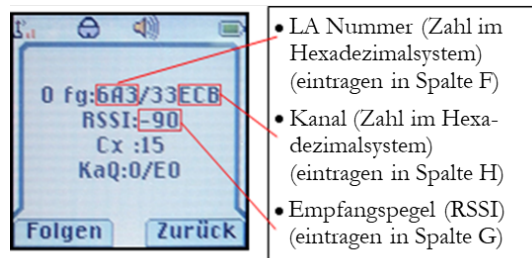 0 fg:6A3/33ECB
RSSI:-90
Cx :15
KaQ:0/E0
Folgen Zurück
• LA Nummer (Zahl im
Hexadezimalsystem)
(eintragen in Spalte F)
• Kanal (Zahl im Hexa-
dezimalsystem)
(eintragen in Spalte H)
• Empfangspegel (RSSI)
(eintragen in Spalte G)